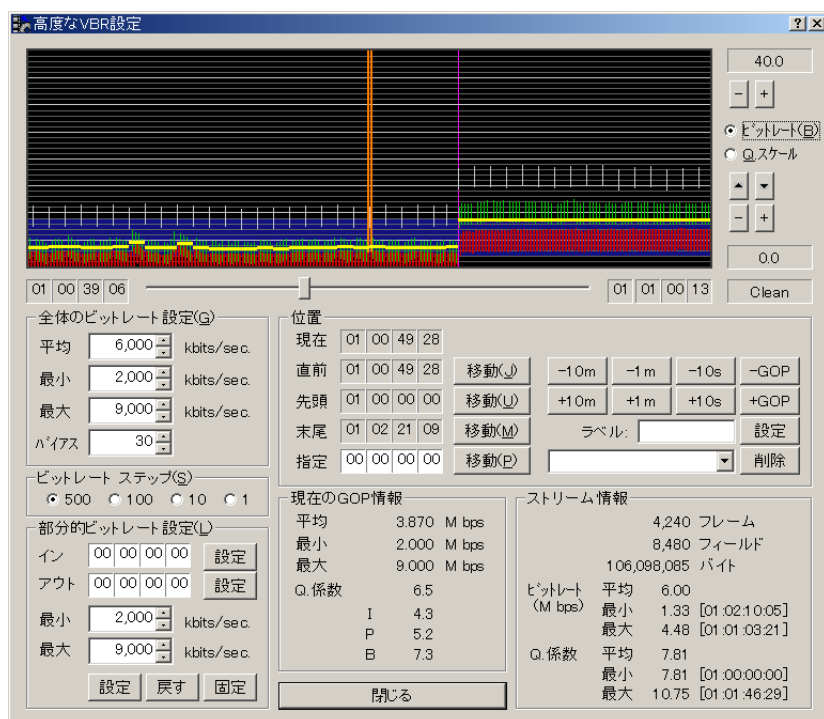 高度なVBR設定
40.0
- +
ビットレート(B)
Q.スケール
- +
0.0
01 00 39 06
01 01 00 13
Clean
全体のビットレート設定(G)
平均 6,000 kbits/sec.
最小 2,000 kbits/sec.
最大 9,000 kbits/sec.
バイアス 30
ビットレート ステップ(S)
500 100 10 1
部分的ビットレート設定(L)
イン 00 00 00 00 設定
アウト 00 00 00 00 設定
最小 2,000 kbits/sec.
最大 9,000 kbits/sec.
設定 戻す 固定
位置
現在 01 00 49 28
直前 01 00 49 28 移動(J) -10m -1m -10s -GOP
先頭 01 00 00 00 移動(U) +10m +1m +10s +GOP
末尾 01 02 21 09 移動(M) ラベル: 設定
指定 00 00 00 00 移動(P) 削除
現在のGOP情報
平均 3.870 M bps
最小 2.000 M bps
最大 9.000 M bps
Q.係数 6.5
I 4.3
P 5.2
B 7.3
閉じる
ストリーム情報
4,240 フレーム
8,480 フィールド
106,098,085 バイト
ビットレート 平均 6.00
(M bps) 最小 1.33 [01:02:10:05]
最大 4.48 [01:01:03:21]
Q.係数 平均 7.81
最小 7.81 [01:00:00:00]
最大 10.75 [01:01:46:29]